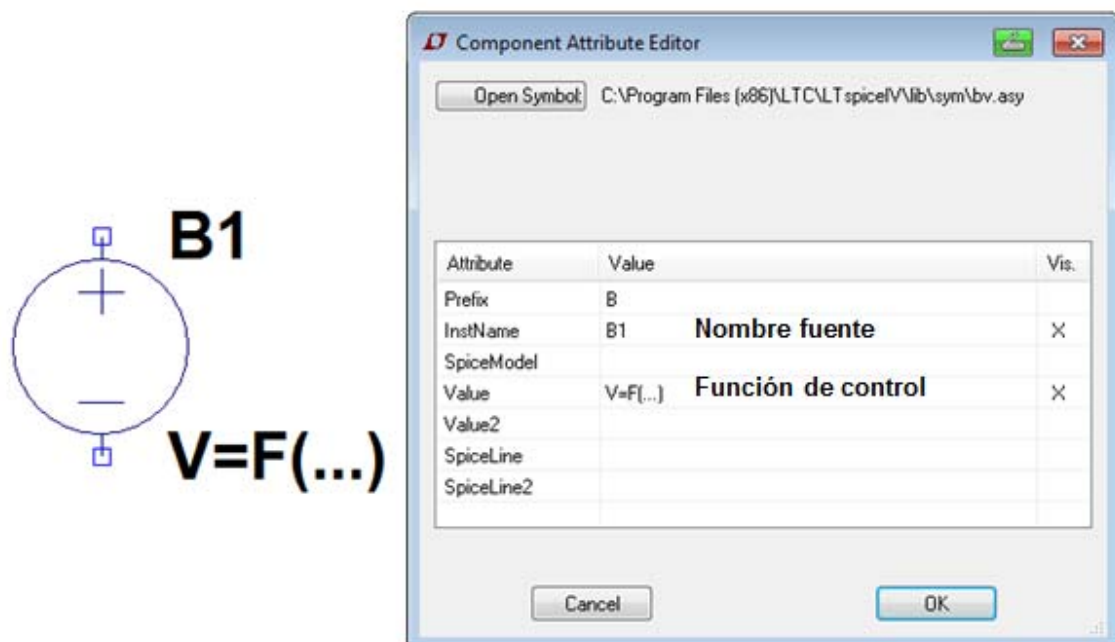 B1
V=F(...)
Component Attribute Editor
Open Symbol: C:\Program Files (x86)\LTC\LTspiceIV\lib\sym\bv.asy
Attribute Value Vis.
Prefix B
InstName B1 Nombre fuente X
SpiceModel
Value V=F(...) Función de control X
Value2
SpiceLine
SpiceLine2
Cancel OK